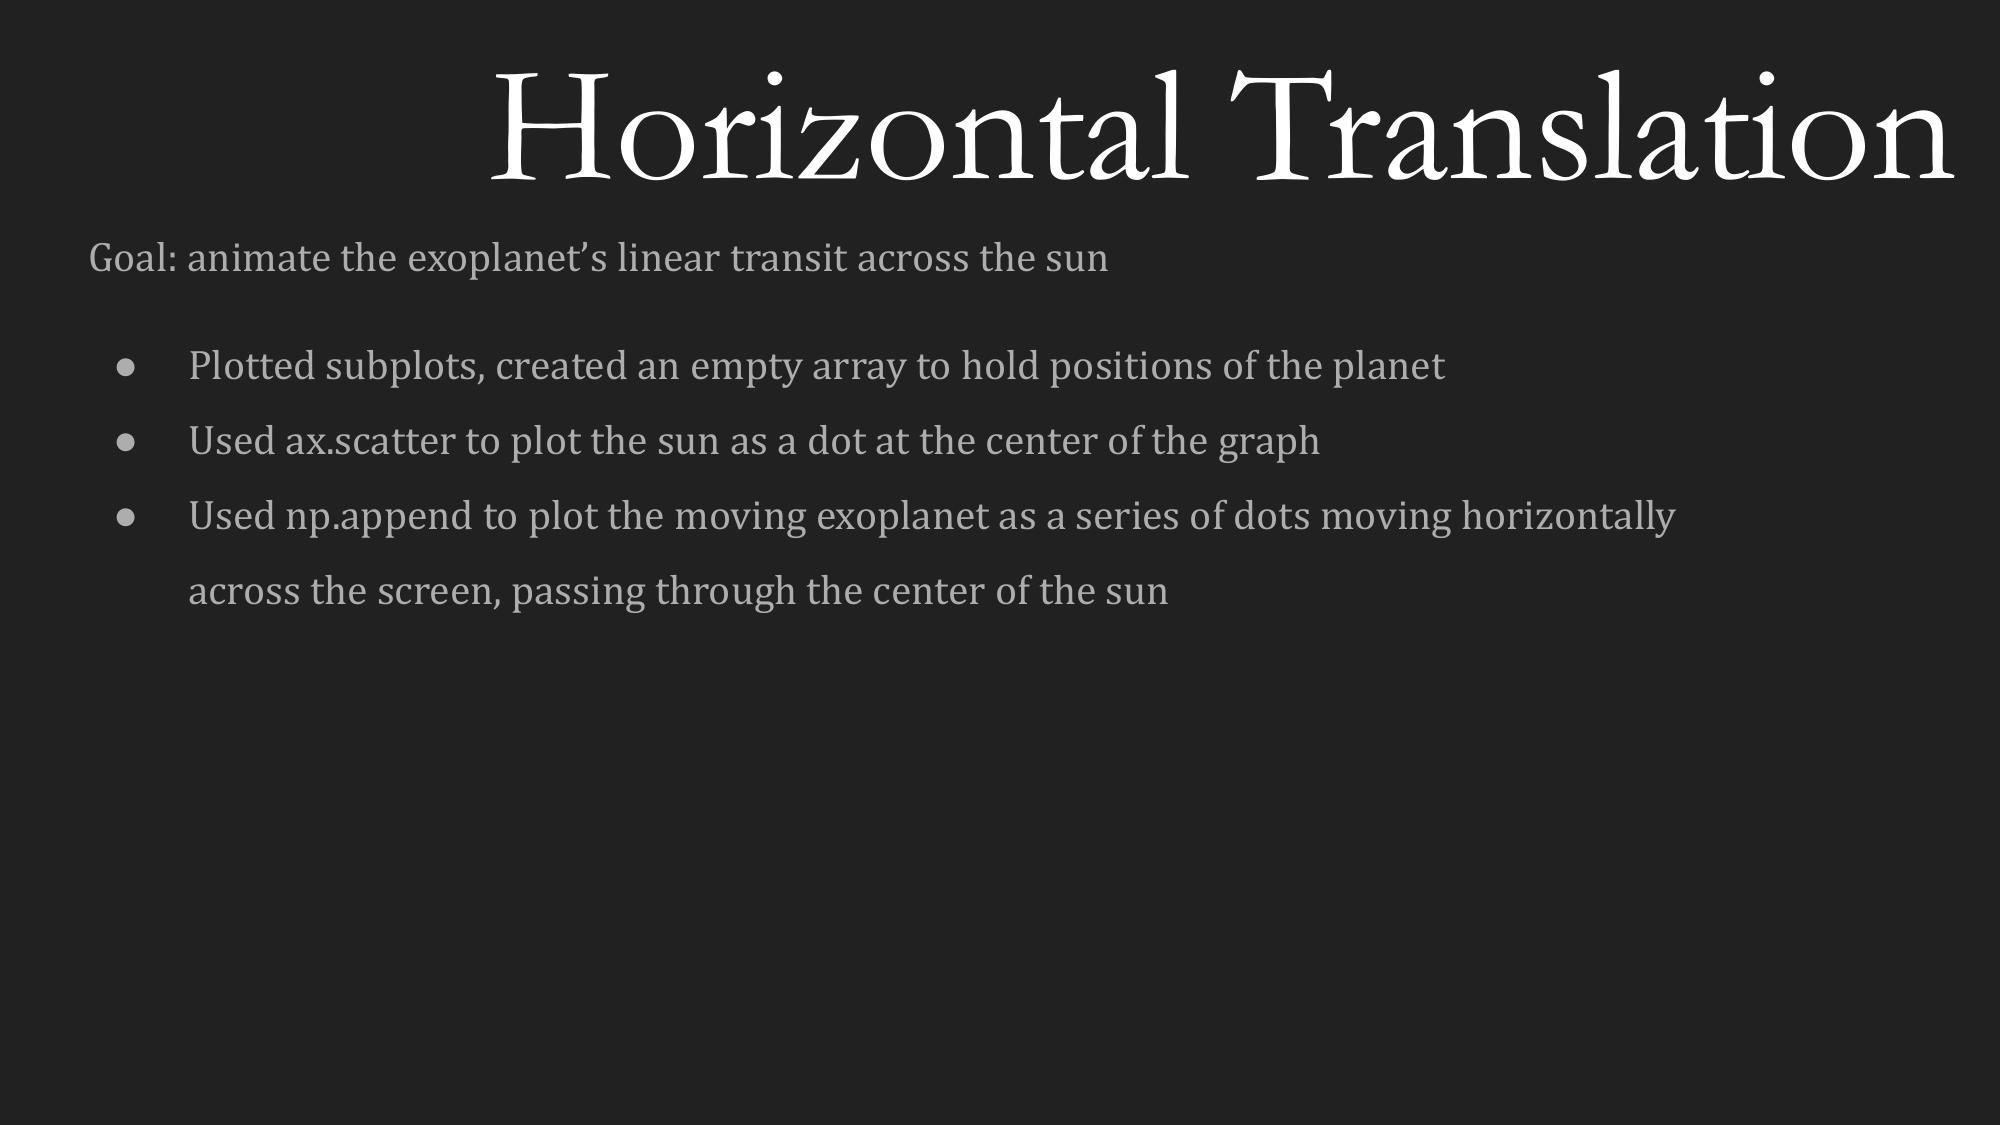 Horizontal Translation
Goal: animate the exoplanet’s linear transit across the sun
● Plotted subplots, created an empty array to hold positions of the planet
● Used ax.scatter to plot the sun as a dot at the center of the graph
● Used np.append to plot the moving exoplanet as a series of dots moving horizontally
across the screen, passing through the center of the sun